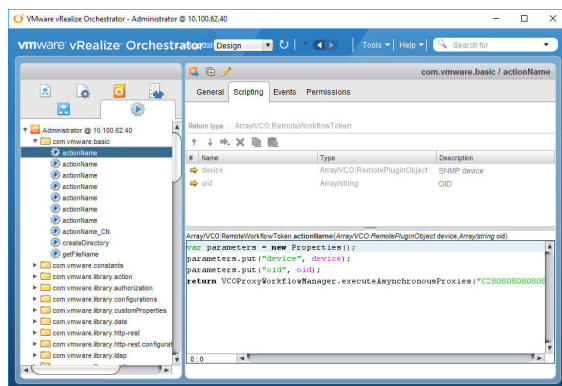 VMware vRealize Orchestrator - Administrator @ 10.100.62.40
vmware vRealize Orchestrator Design Tools Help Search for
com.vmware.basic / actionName
General Scripting Events Permissions
Return type : Array/VCO:RemoteWorkflowToken
# Name Type Description
device Array/VCO:RemotePluginObject SNMP device
oid Array/string OID
Administrator @ 10.100.62.40
com.vmware.basic
actionName
actionName
actionName
actionName
actionName
actionName
actionName_CN
createDirectory
getFileName
com.vmware.constants
com.vmware.library.action
com.vmware.library.authorization
com.vmware.library.configurations
com.vmware.library.customProperties
com.vmware.library.date
com.vmware.library.http-rest
com.vmware.library.http-rest.configurat
com.vmware.library.ldap
Array/VCO:RemoteWorkflowToken actionName(Array/VCO:RemotePluginObject device,Array/string oid)
var parameters = new Properties();
parameters.put("device", device);
parameters.put("oid", oid);
return VCOProxyWorkflowManager.executeAsynchronousProxies("C280808080808
0 : 0